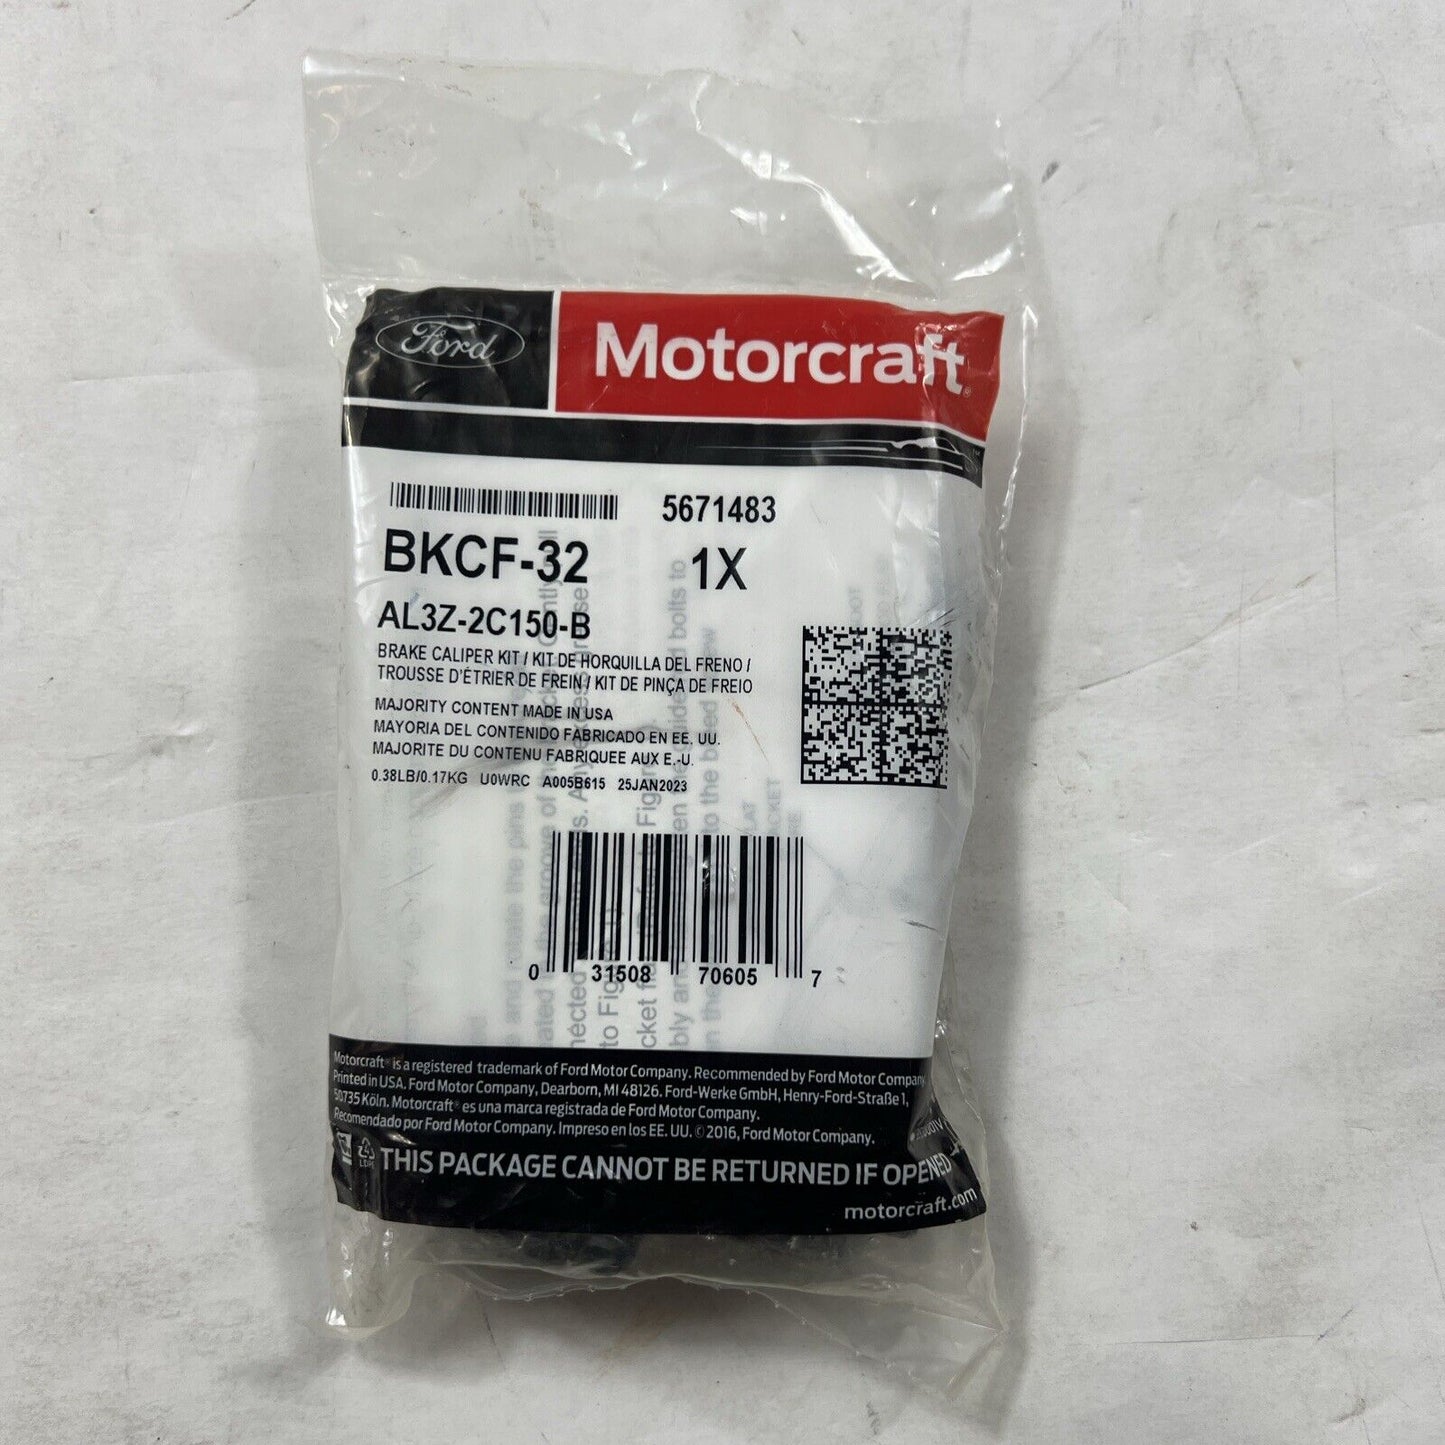 Ford
Motorcraft®
5671483
BKCF-32
1X
AL3Z-2C150-B
BRAKE CALIPER KIT / KIT DE HORQUILLA DEL FRENO /
TROUSSE D'ÉTRIER DE FREIN / KIT DE PINÇA DE FREIO
MAJORITY CONTENT MADE IN USA
MAYORIA DEL CONTENIDO FABRICADO EN EE. UU.
MAJORITE DU CONTENU FABRIQUEE AUX E.-U.
0.38LB/0.17KG U0WRC A005B615 25JAN2023
0 31508 70605 7
Motorcraft® is a registered trademark of Ford Motor Company. Recommended by Ford Motor Company.
Printed in USA. Ford Motor Company, Dearborn, MI 48126. Ford-Werke GmbH, Henry-Ford-Straße 1,
50735 Köln. Motorcraft® es una marca registrada de Ford Motor Company.
Recomendado por Ford Motor Company. Impreso en los EE. UU. © 2016, Ford Motor Company.
THIS PACKAGE CANNOT BE RETURNED IF OPENED
motorcraft.com